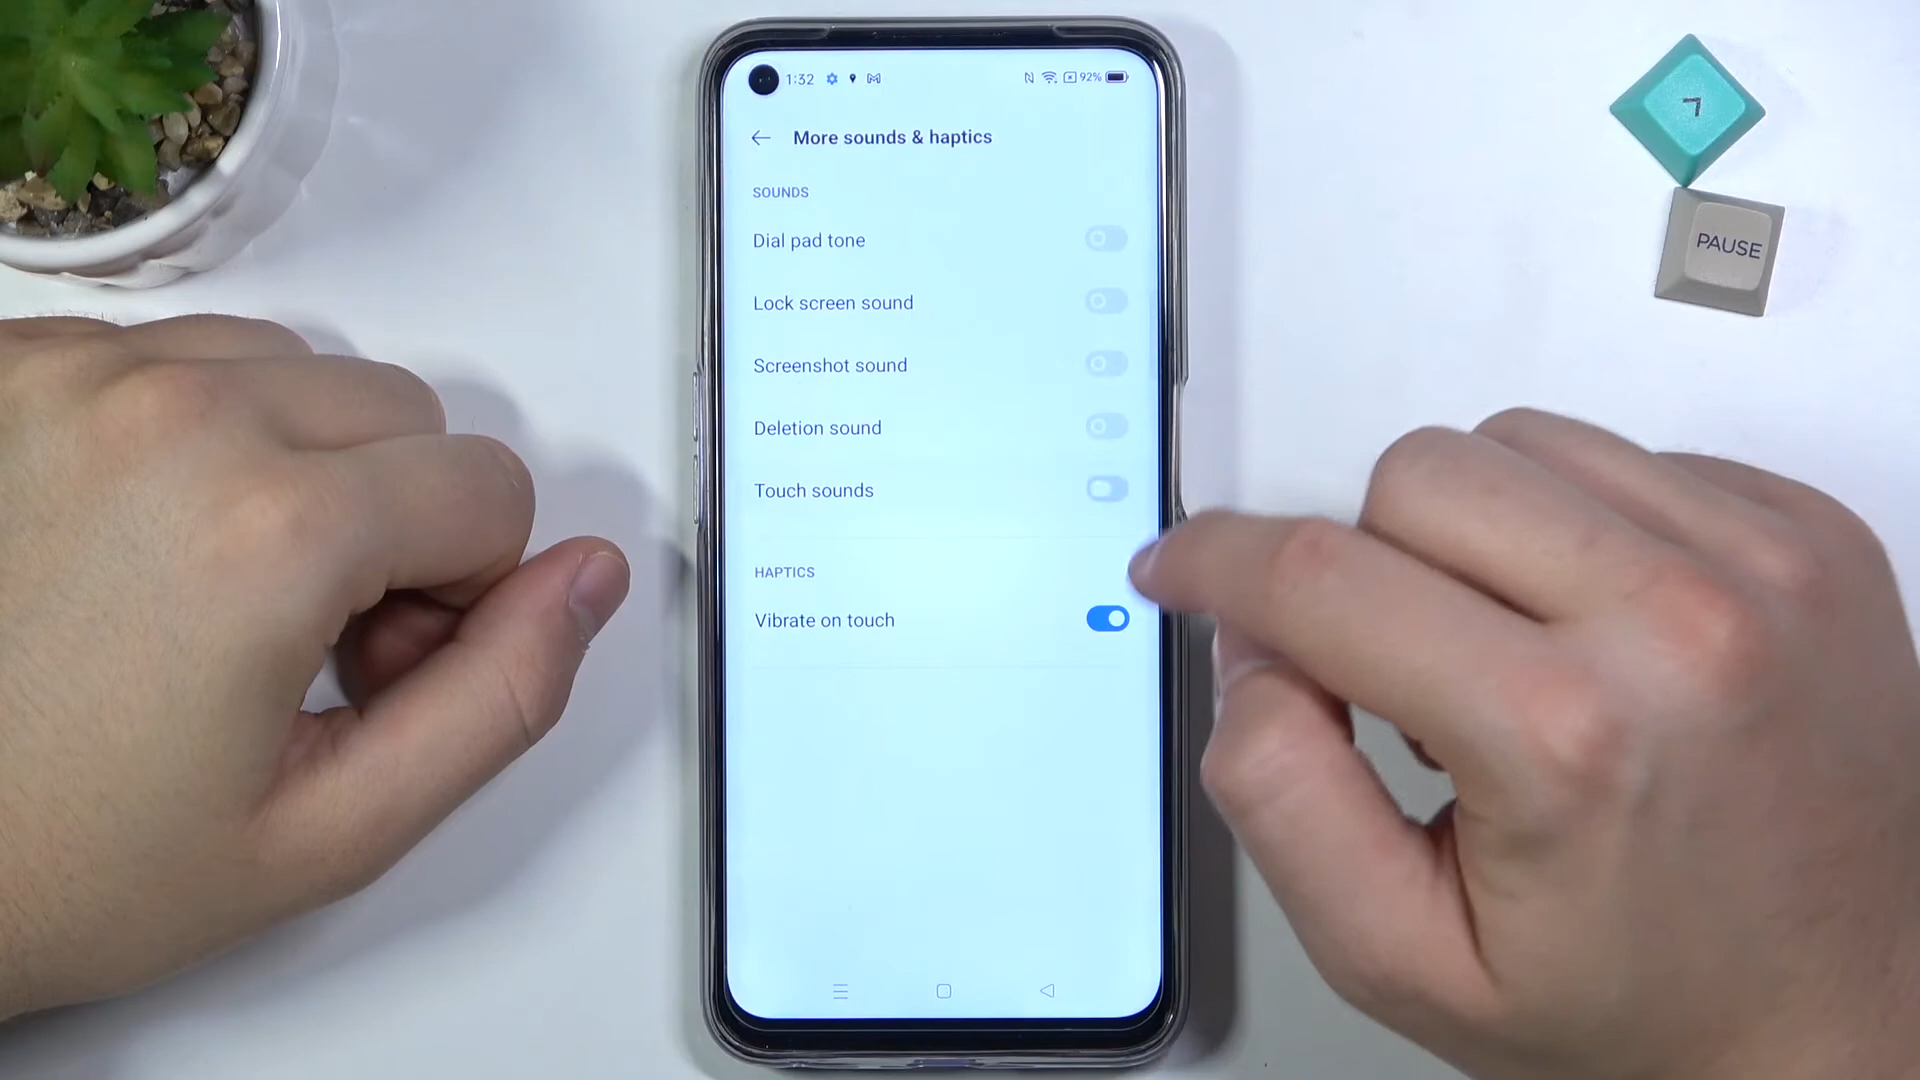 1:32
92%
More sounds & haptics
SOUNDS
Dial pad tone
Lock screen sound
Screenshot sound
Deletion sound
Touch sounds
HAPTICS
Vibrate on touch
PAUSE